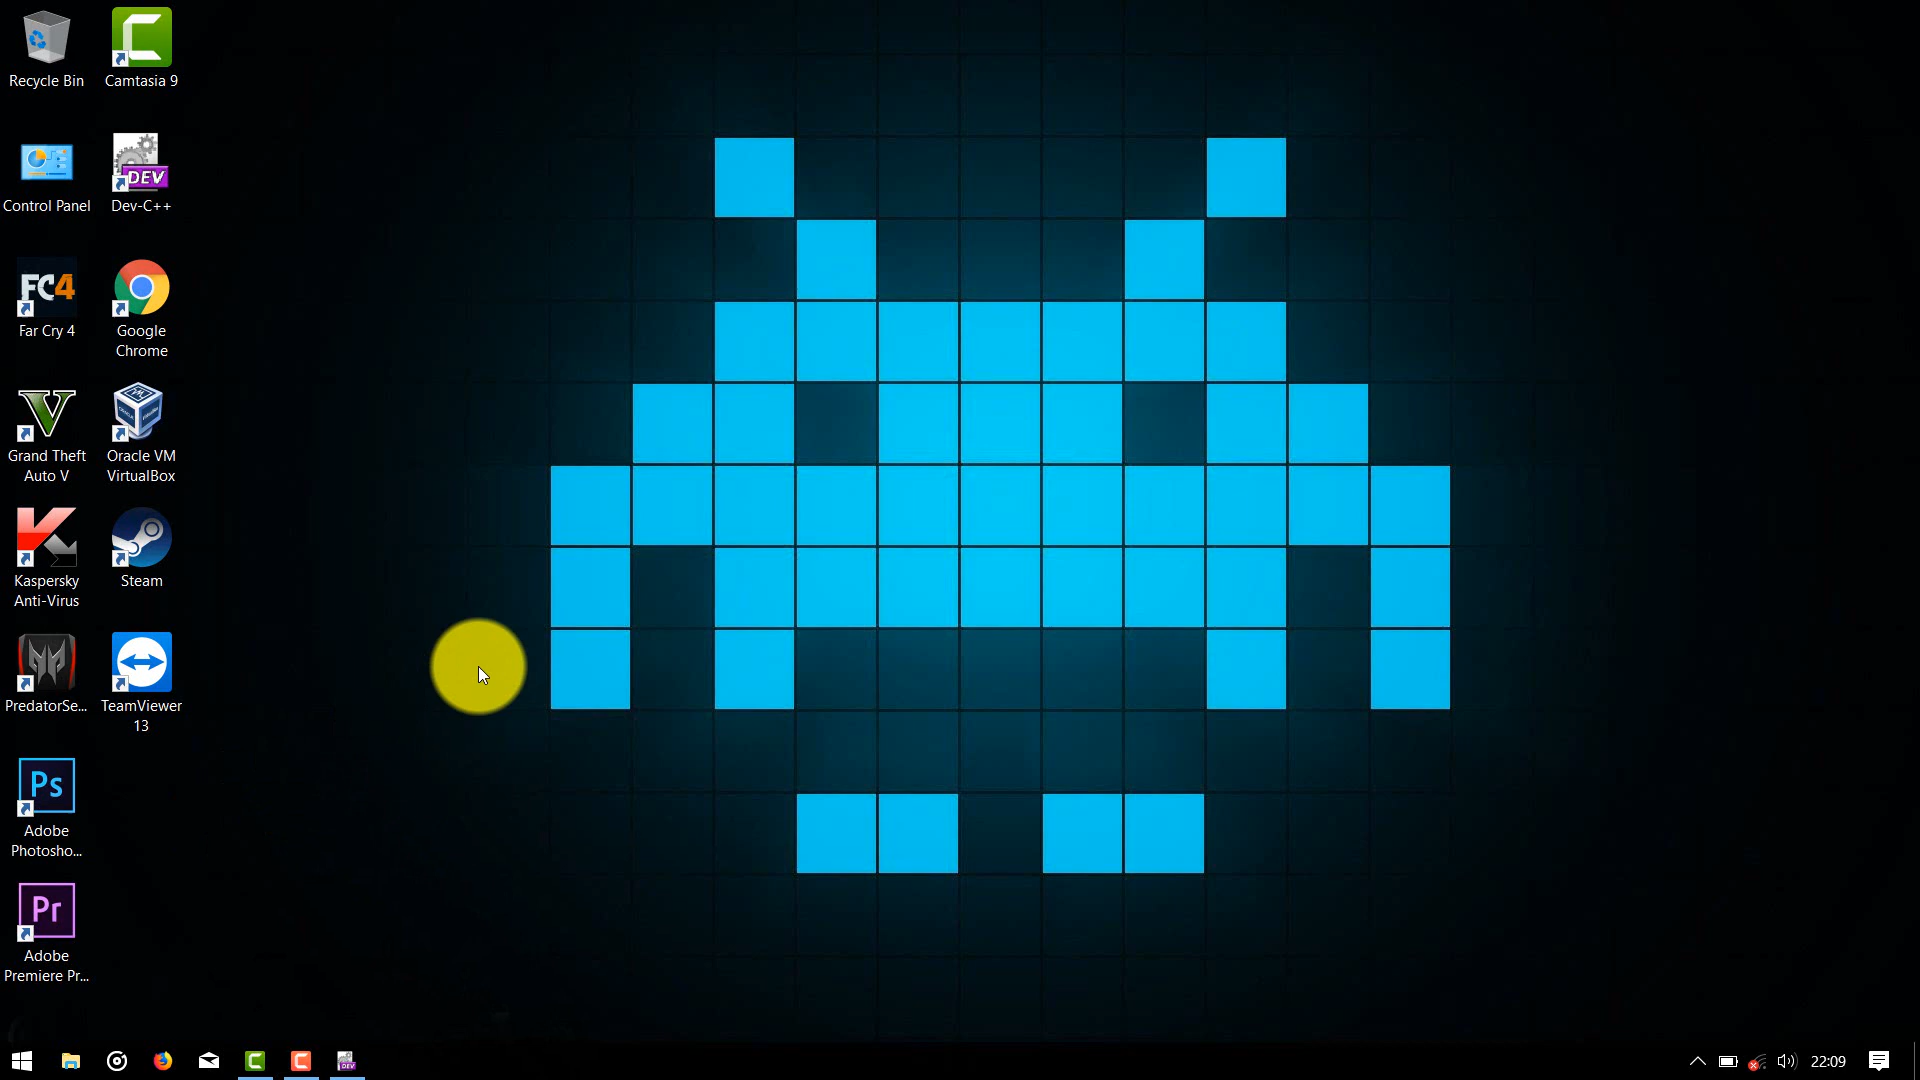 Recycle Bin
Camtasia 9
Control Panel
DEV
Dev-C++
FC4
Far Cry 4
Google
Chrome
Grand Theft
Auto V
Oracle VM
VirtualBox
Kaspersky
Anti-Virus
Steam
PredatorSe...
TeamViewer
13
Ps
Adobe
Photosho...
Pr
Adobe
Premiere Pr...
DEV
22:09